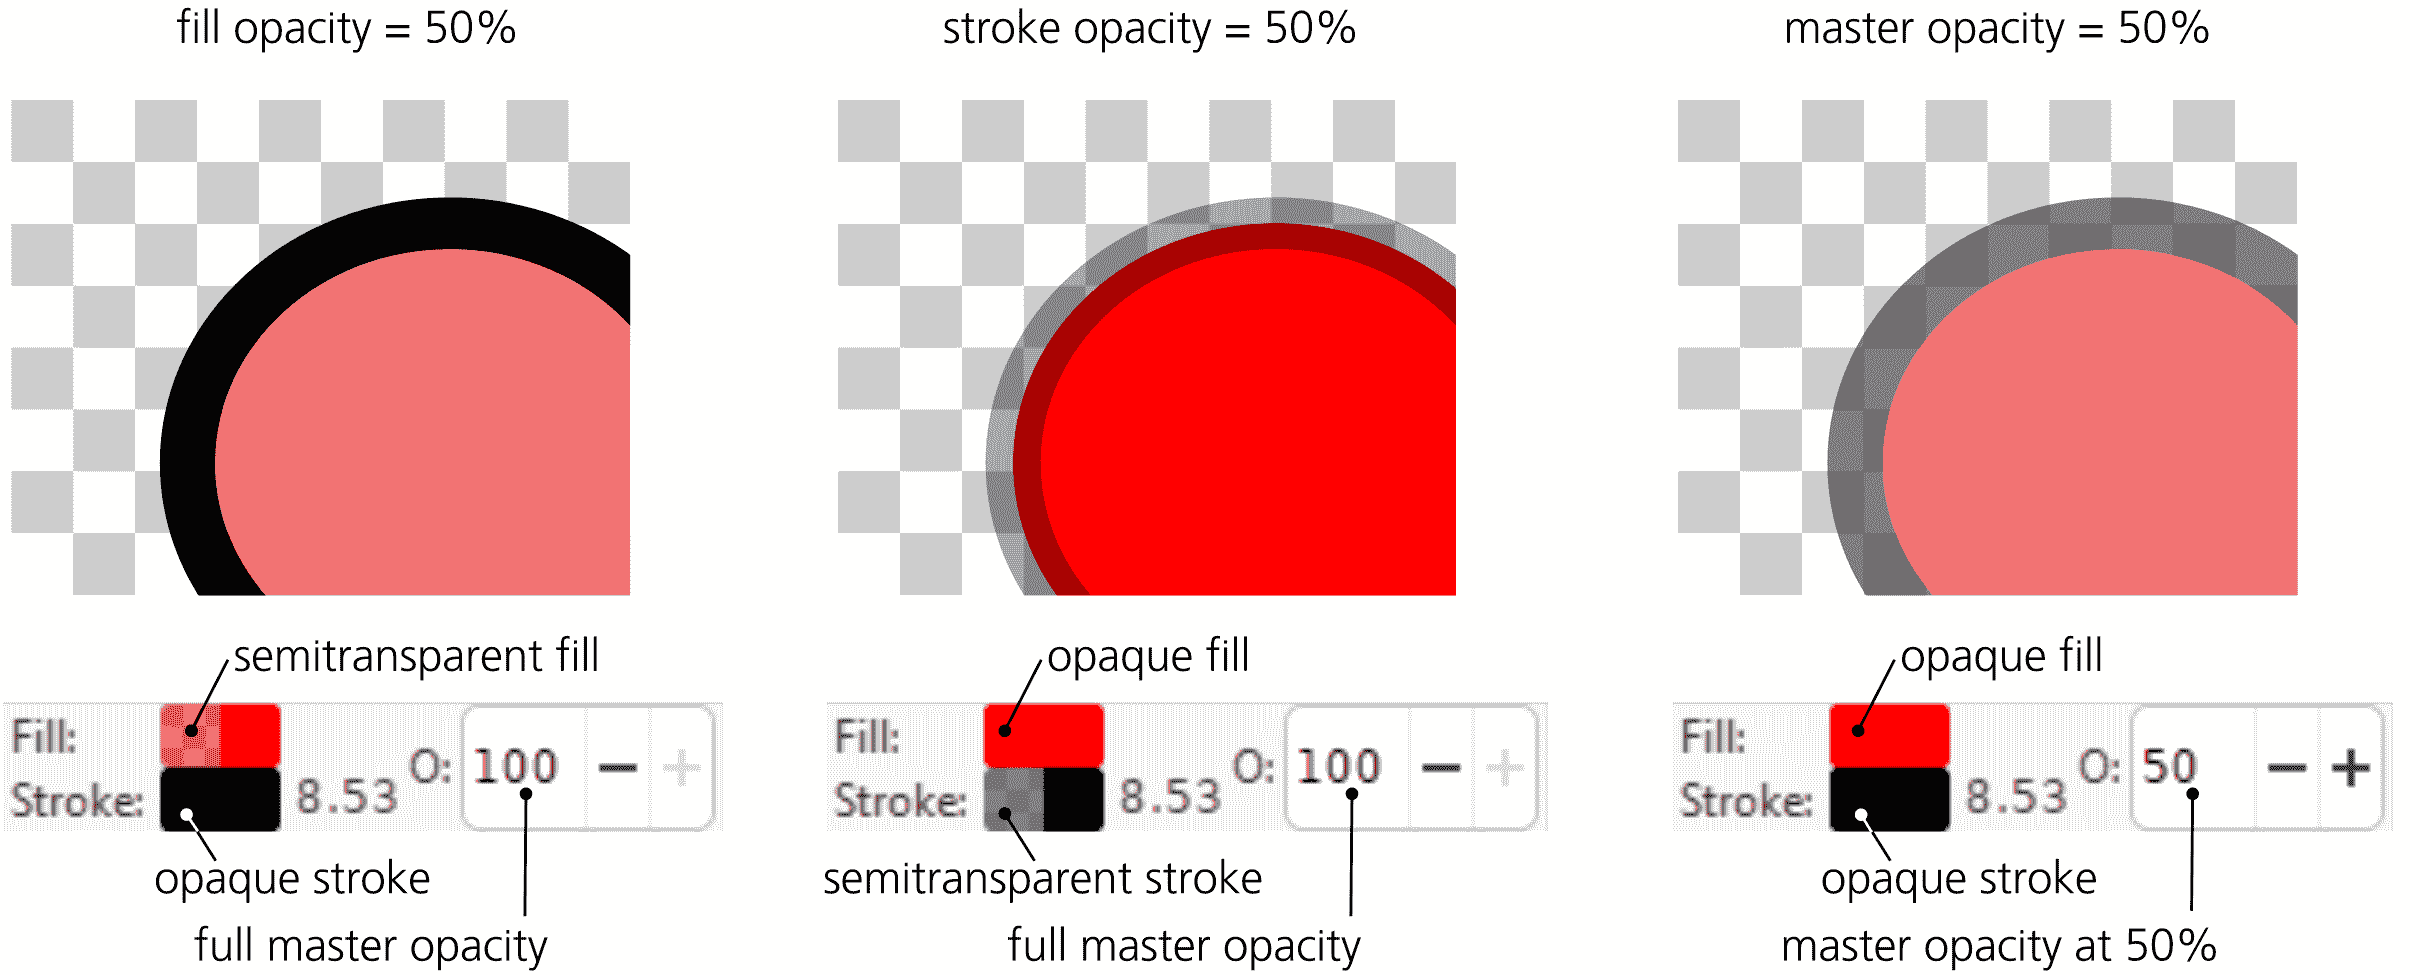 fill opacity = 50%
stroke opacity = 50%
master opacity = 50%
semitransparent fill
opaque fill
opaque fill
Fill:
Stroke:
8.53
O: 100
Fill:
Stroke:
8.53
O: 100
Fill:
Stroke:
8.53
O: 50
opaque stroke
semitransparent stroke
opaque stroke
full master opacity
full master opacity
master opacity at 50%